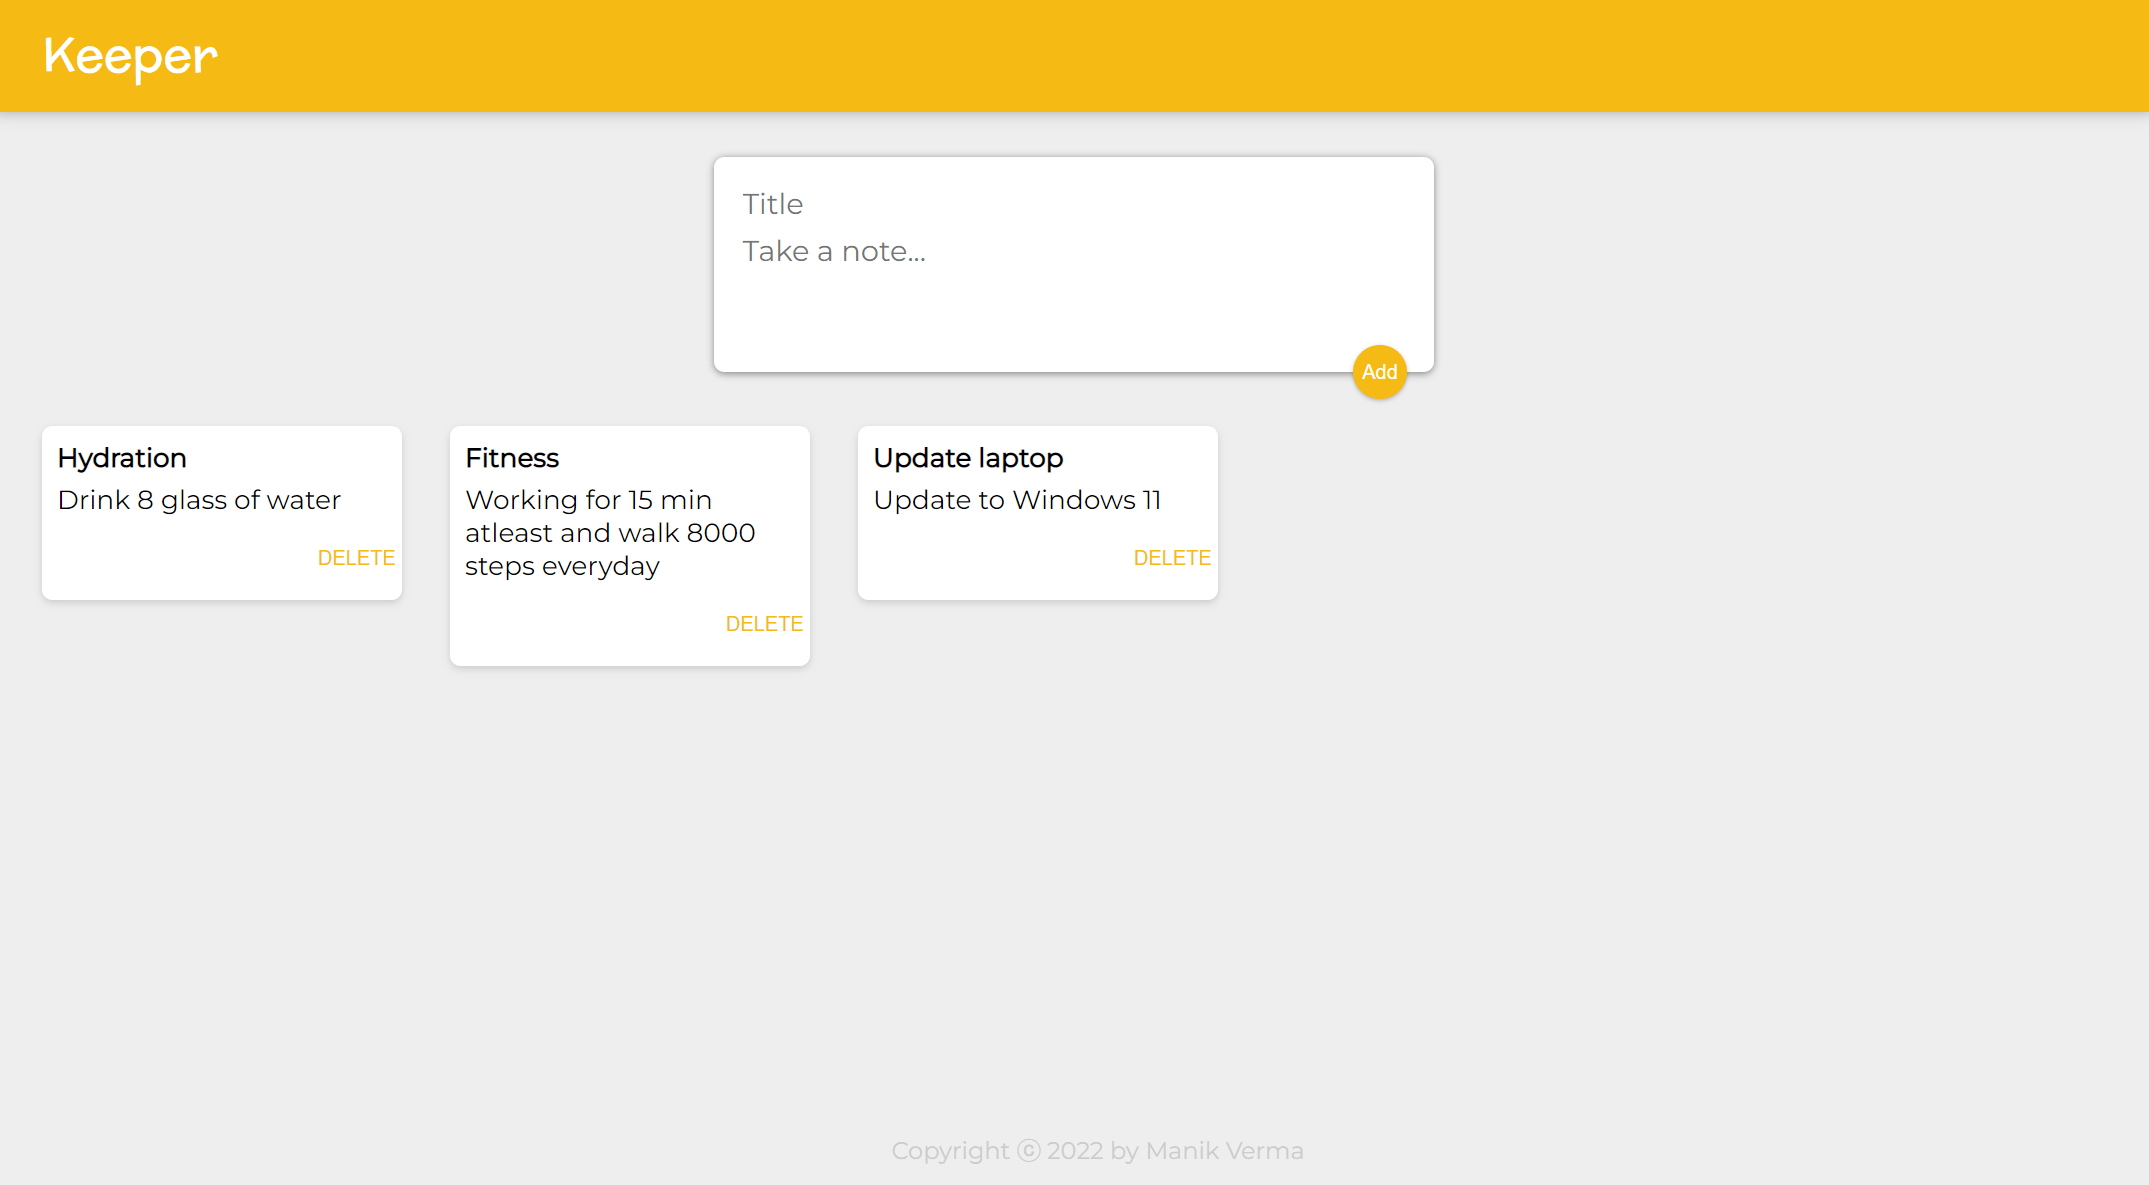 Keeper
Title
Take a note...
Add
Hydration
Drink 8 glass of water
DELETE
Fitness
Working for 15 min
atleast and walk 8000
steps everyday
DELETE
Update laptop
Update to Windows 11
DELETE
Copyright ⓒ 2022 by Manik Verma